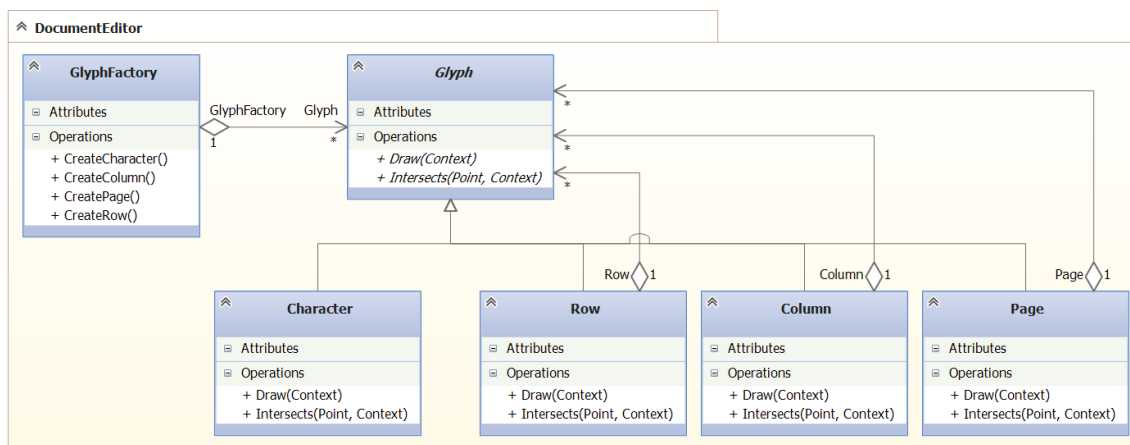 DocumentEditor
GlyphFactory
Attributes
Operations
+ CreateCharacter()
+ CreateColumn()
+ CreatePage()
+ CreateRow()
GlyphFactory
Glyph
1
*
Glyph
Attributes
Operations
+ Draw(Context)
+ Intersects(Point, Context)
*
*
*
Row
1
Column
1
Page
1
Character
Attributes
Operations
+ Draw(Context)
+ Intersects(Point, Context)
Row
Attributes
Operations
+ Draw(Context)
+ Intersects(Point, Context)
Column
Attributes
Operations
+ Draw(Context)
+ Intersects(Point, Context)
Page
Attributes
Operations
+ Draw(Context)
+ Intersects(Point, Context)